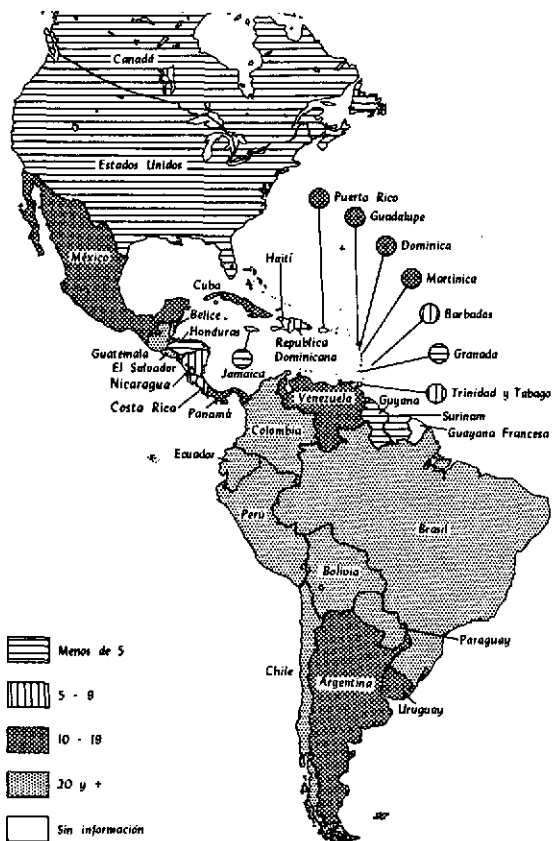 Canadá
Estados Unidos
Puerto Rico
Guadalupe
Dominica
México
Haití
Martinica
Cuba
Belice
Barbados
Honduras
Republica
Dominicana
Guatemala
El Salvador
Jamaica
Granada
Nicaragua
Costa Rica
Panamá
Venezuela
Guyana
Trinidad y Tabago
Surinam
Colombia
Guayana Francesa
Ecuador
Perú
Brasil
Bolivia
Paraguay
Chile
Argentina
Uruguay
Menos de 5
5 - 9
10 - 19
20 y +
Sin información